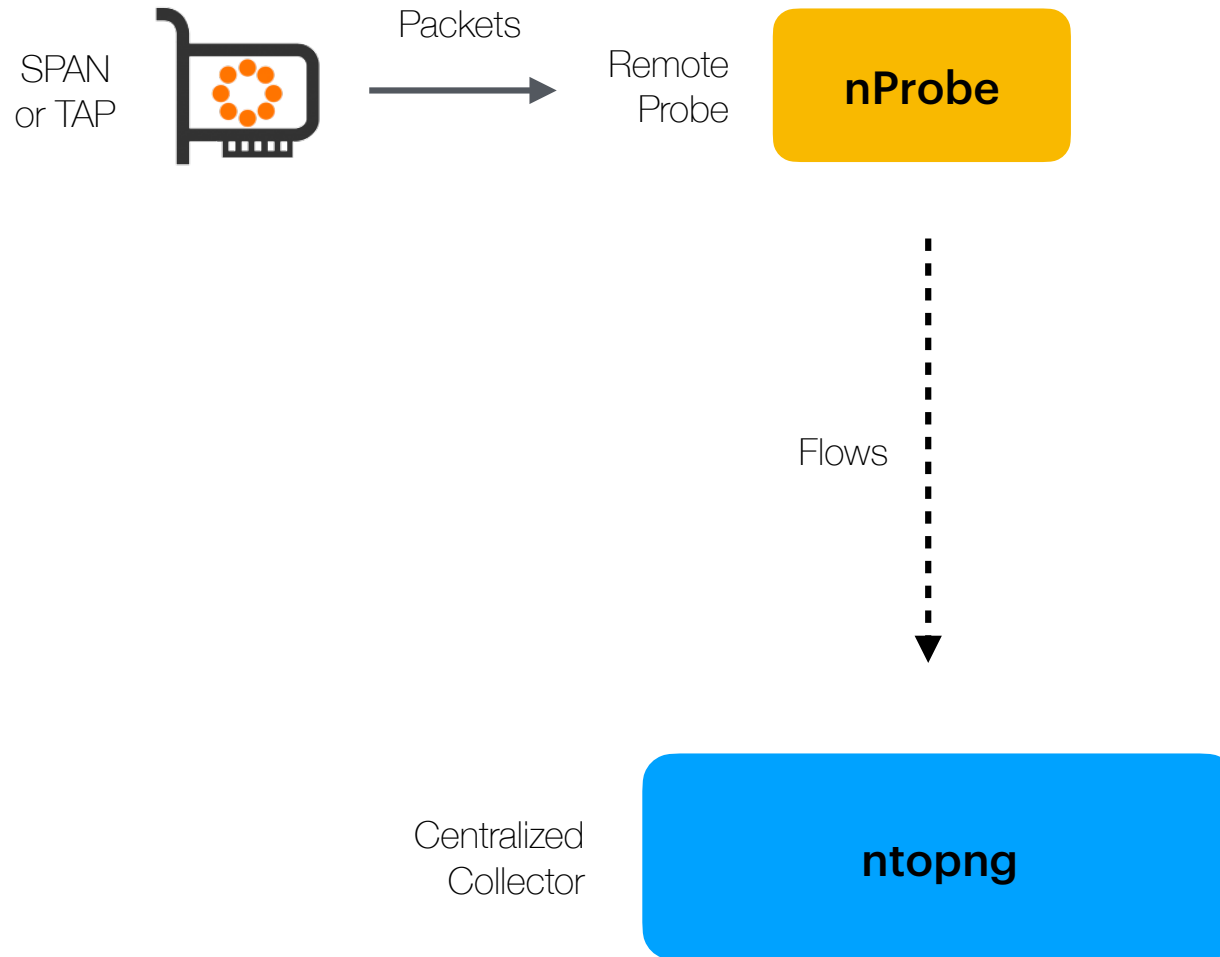 SPAN
or TAP
Packets
Remote
Probe
nProbe
Flows
Centralized
Collector
ntopng